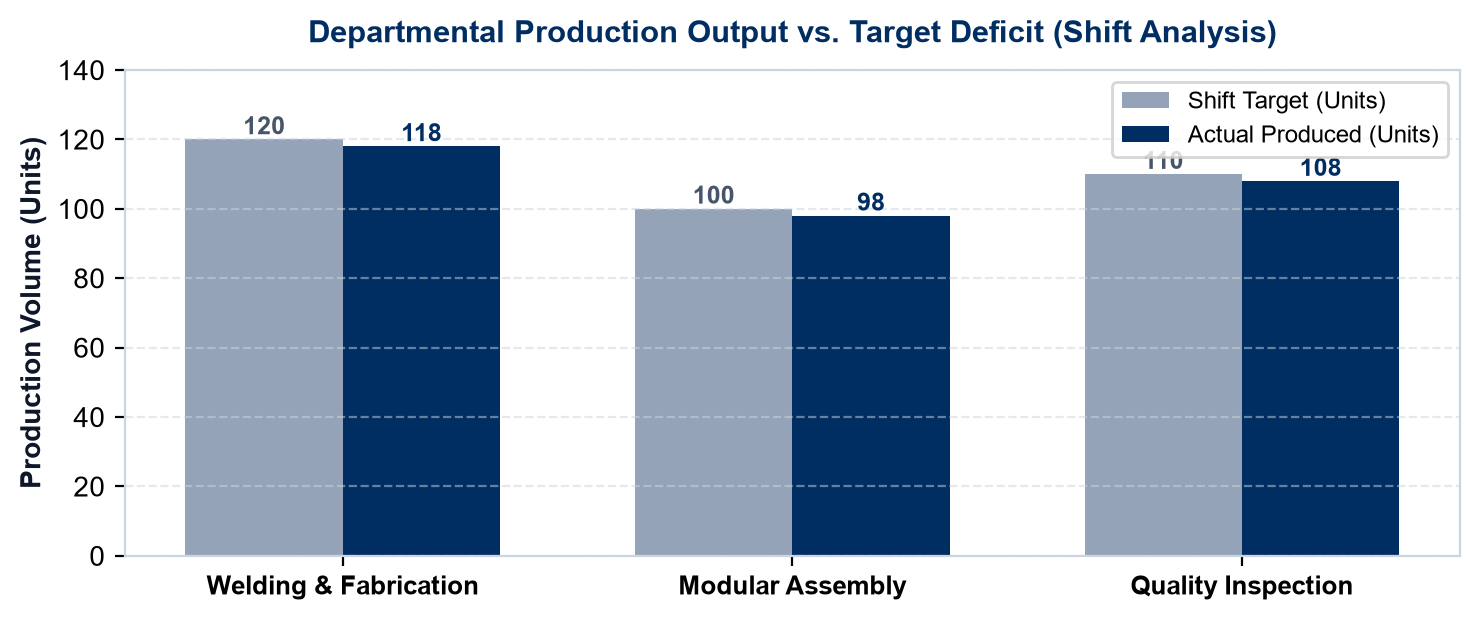 Departmental Production Output vs. Target Deficit (Shift Analysis)
Production Volume (Units)
140
120
100
80
60
40
20
0
Shift Target (Units)
Actual Produced (Units)
120
118
100
98
110
108
Welding & Fabrication
Modular Assembly
Quality Inspection